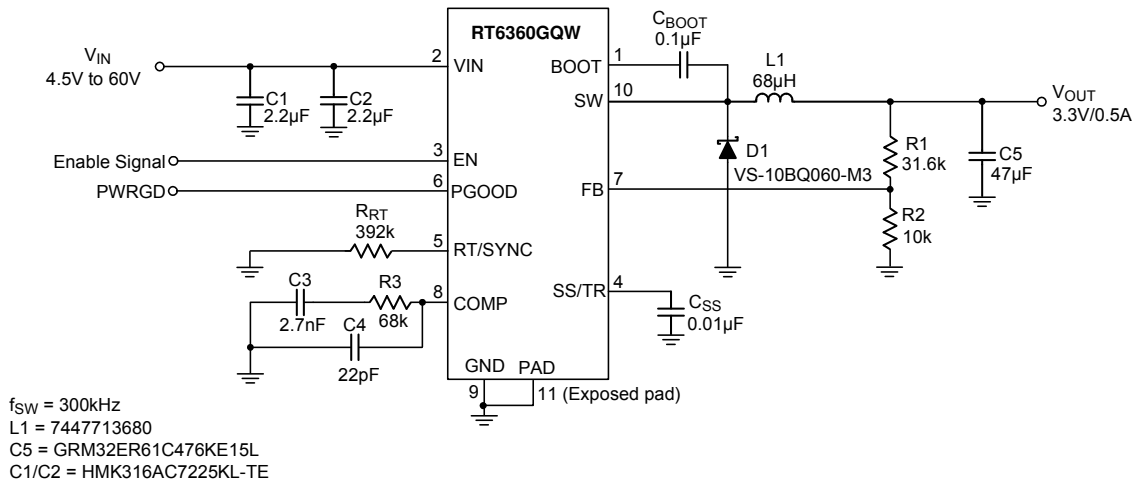 RT6360GQW
VIN
4.5V to 60V
2
VIN
C1
2.2µF
C2
2.2µF
Enable Signal
3
EN
PWRGD
6
PGOOD
RRT
392k
5
RT/SYNC
C3
2.7nF
R3
68k
8
COMP
C4
22pF
GND
PAD
9
11 (Exposed pad)
BOOT
1
CBOOT
0.1µF
SW
10
L1
68µH
VOUT
3.3V/0.5A
D1
VS-10BQ060-M3
R1
31.6k
C5
47µF
FB
7
R2
10k
SS/TR
4
CSS
0.01µF
fSW = 300kHz
L1 = 7447713680
C5 = GRM32ER61C476KE15L
C1/C2 = HMK316AC7225KL-TE